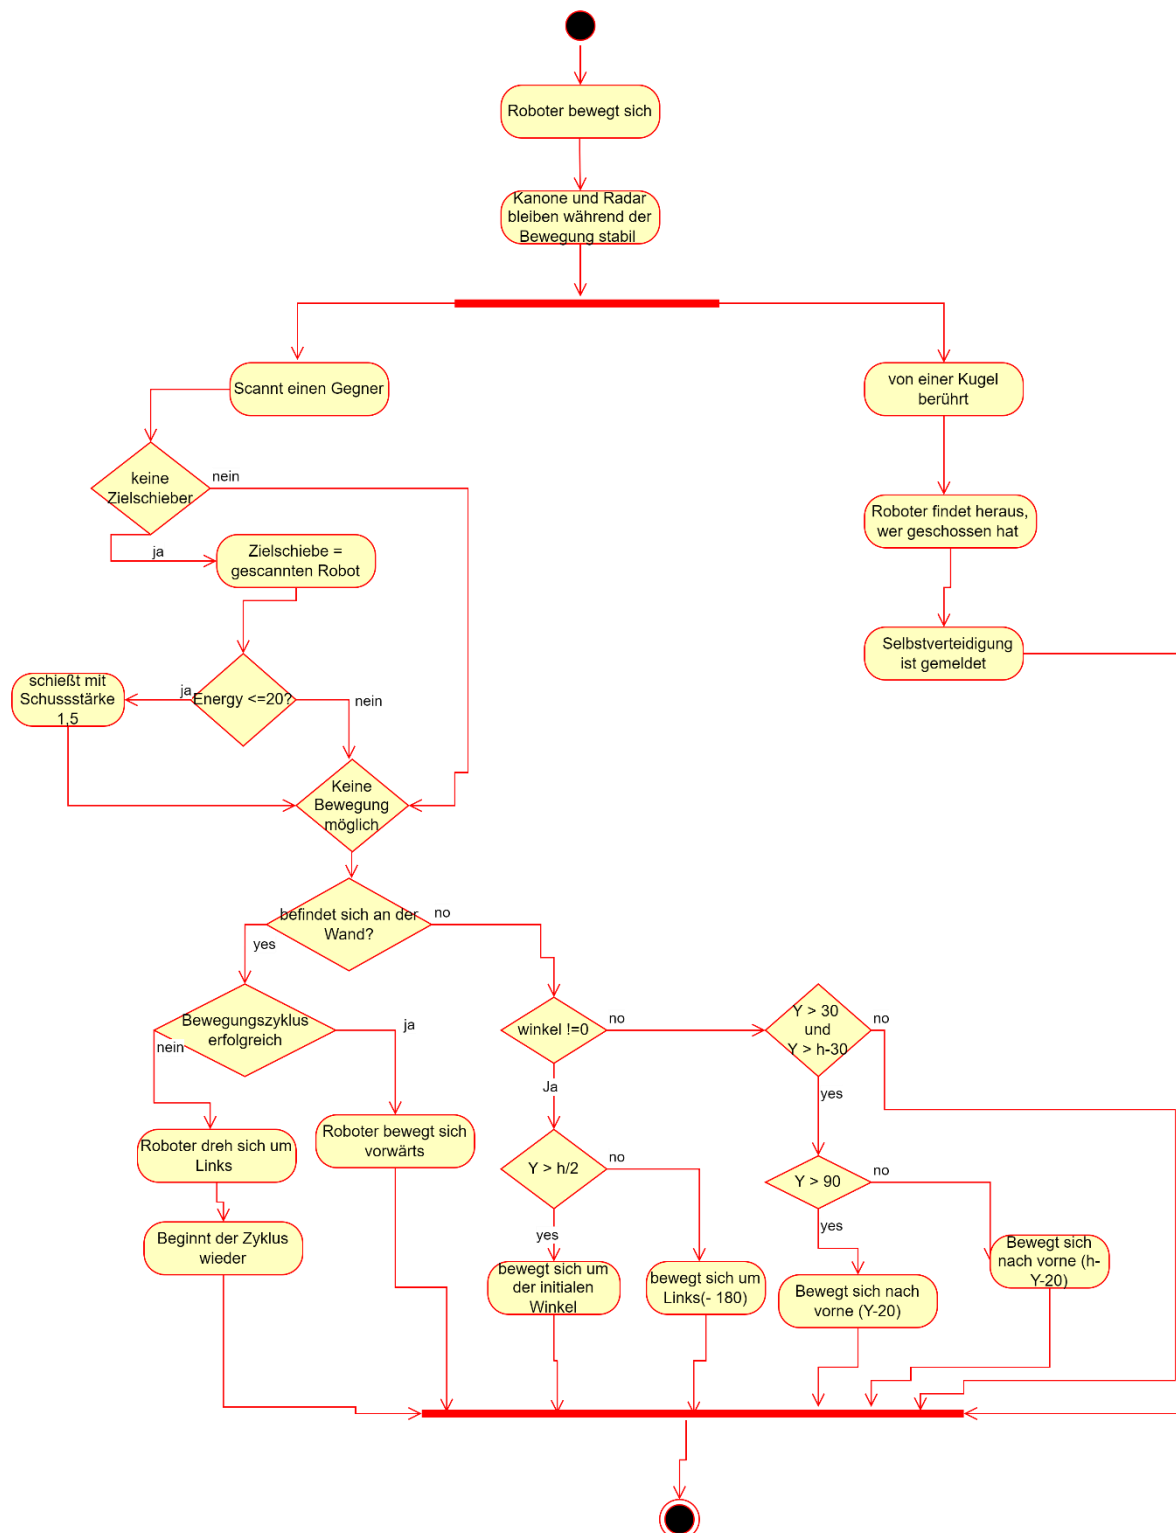 Roboter bewegt sich
Kanone und Radar
bleiben während der
Bewegung stabil
Scannt einen Gegner
von einer Kugel
berührt
keine
Zielschieber
nein
ja
Zielschiebe =
gescannten Robot
Roboter findet heraus,
wer geschossen hat
Selbstverteidigung
ist gemeldet
schießt mit
Schussstärke
1,5
ja
Energy <=20?
nein
Keine
Bewegung
möglich
befindet sich an der
Wand?
no
yes
Bewegungszyklus
erfolgreich
ja
nein
winkel !=0
no
Y > 30
und
Y > h-30
no
Ja
yes
Roboter dreh sich um
Links
Roboter bewegt sich
vorwärts
Y > h/2
no
Y > 90
no
yes
yes
Beginnt der Zyklus
wieder
bewegt sich um
der initialen
Winkel
bewegt sich um
Links(- 180)
Bewegt sich nach
vorne (Y-20)
Bewegt sich
nach vorne (h-
Y-20)